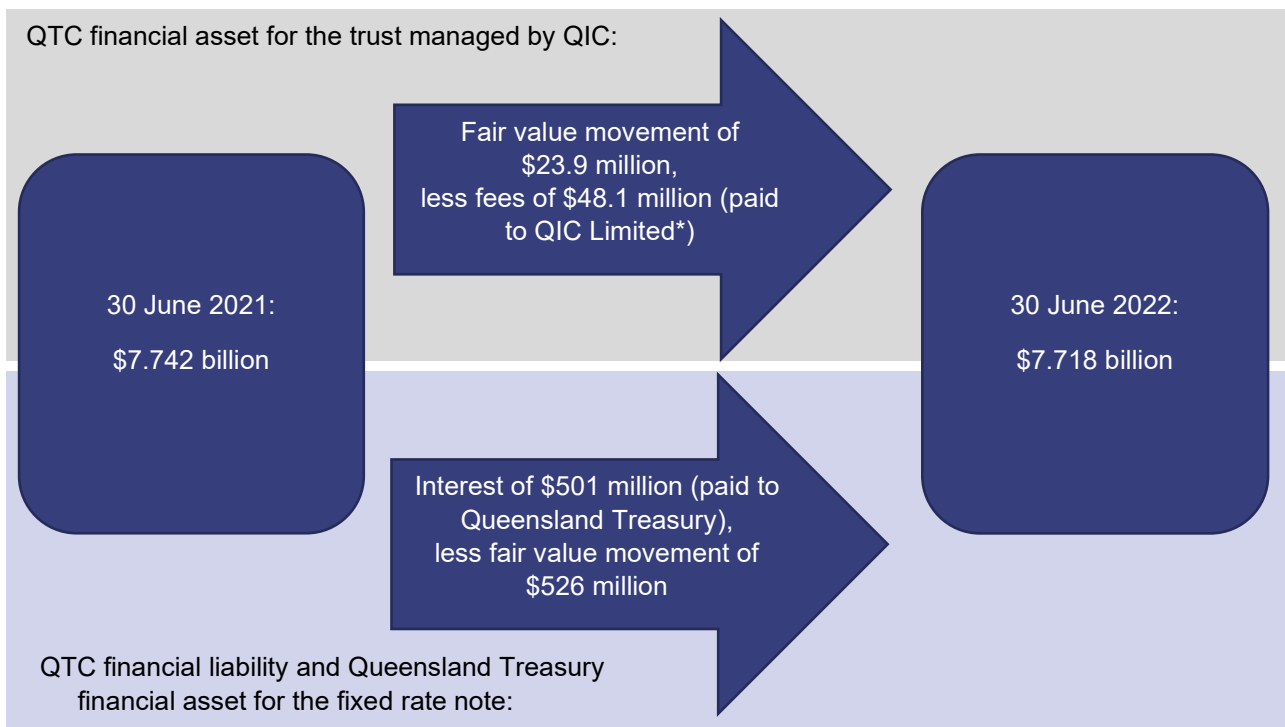 QTC financial asset for the trust managed by QIC:
Fair value movement of
$23.9 million,
less fees of $48.1 million (paid
to QIC Limited*)
30 June 2021:
$7.742 billion
30 June 2022:
$7.718 billion
Interest of $501 million (paid to
Queensland Treasury),
less fair value movement of
$526 million
QTC financial liability and Queensland Treasury
financial asset for the fixed rate note: